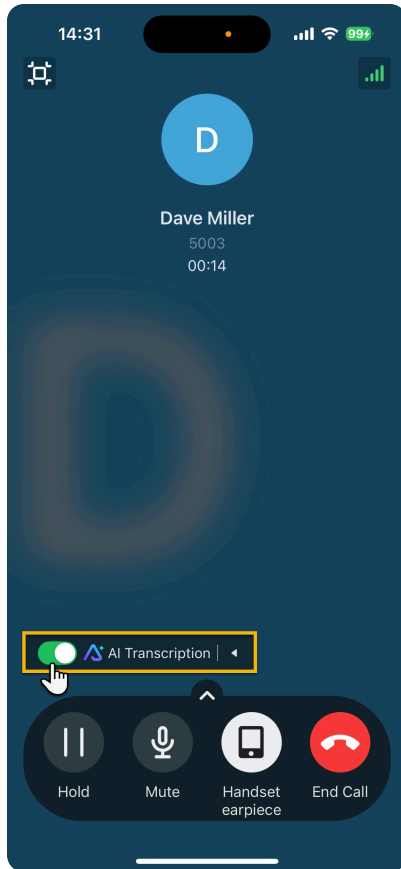 14:31
99
D
Dave Miller
5003
00:14
AI Transcription
Hold
Mute
Handset
earpiece
End Call